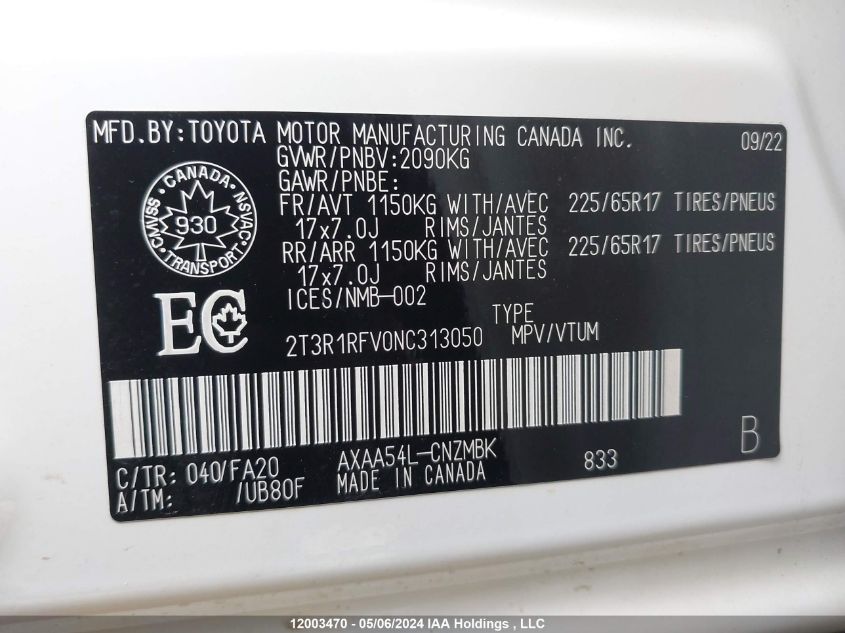 MFD.BY:TOYOTA MOTOR MANUFACTURING CANADA INC. 09/22
GVWR/PNBV:2090KG
GAWR/PNBE:
FR/AVT 1150KG WITH/AVEC 225/65R17 TIRES/PNEUS
17x7.0J RIMS/JANTES
RR/ARR 1150KG WITH/AVEC 225/65R17 TIRES/PNEUS
17x7.0J RIMS/JANTES
ICES/NMB-002
CANADA
CMVSS NSVAC
930
TRANSPORT
EC
TYPE
2T3R1RFV0NC313050 MPV/VTUM
C/TR: 040/FA20 AXAA54L-CNZMBK 833 B
A/TM: /UB80F MADE IN CANADA
12003470 - 05/06/2024 IAA Holdings , LLC